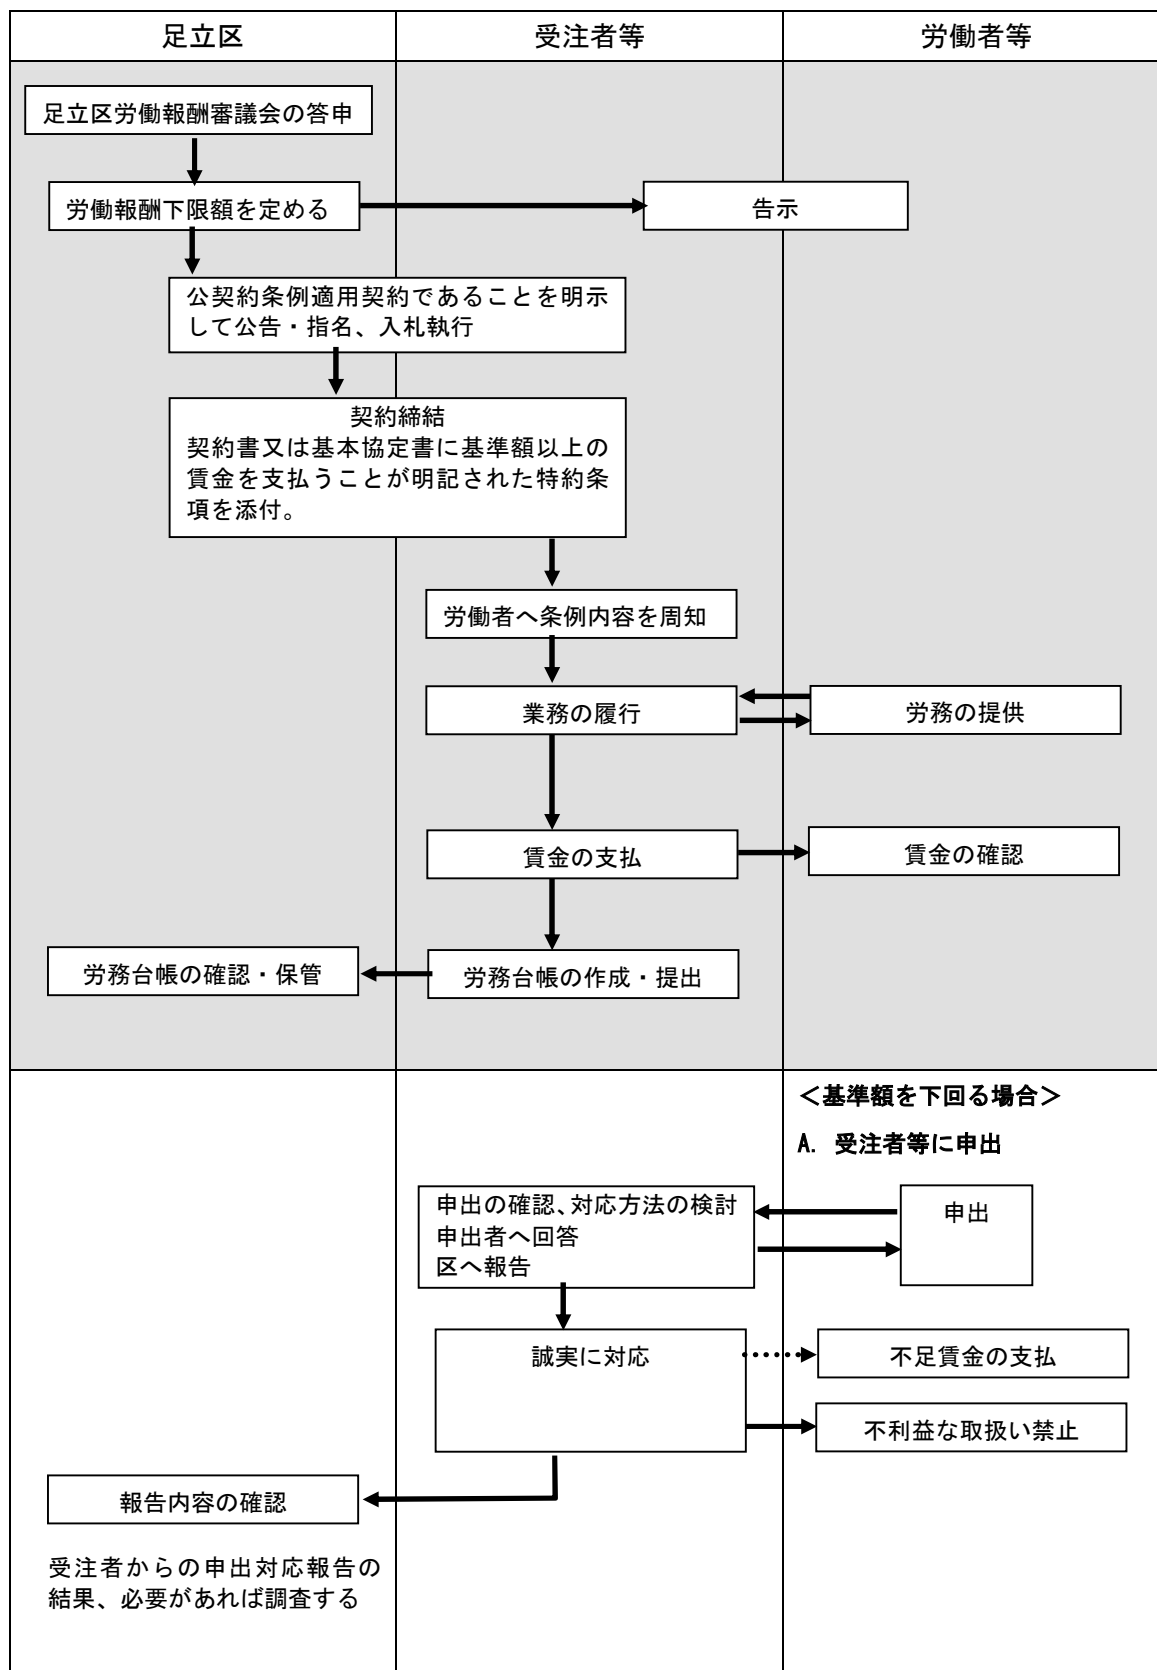 足立区
受注者等
労働者等
足立区労働報酬審議会の答申
労働報酬下限額を定める
告示
公契約条例適用契約であることを明示
して公告・指名、入札執行
契約締結
契約書又は基本協定書に基準額以上の
賃金を支払うことが明記された特約条
項を添付。
労働者へ条例内容を周知
業務の履行
労務の提供
賃金の支払
賃金の確認
労務台帳の確認・保管
労務台帳の作成・提出
＜基準額を下回る場合＞
A. 受注者等に申出
申出の確認、対応方法の検討
申出者へ回答
区へ報告
申出
誠実に対応
不足賃金の支払
不利益な取扱い禁止
報告内容の確認
受注者からの申出対応報告の
結果、必要があれば調査する